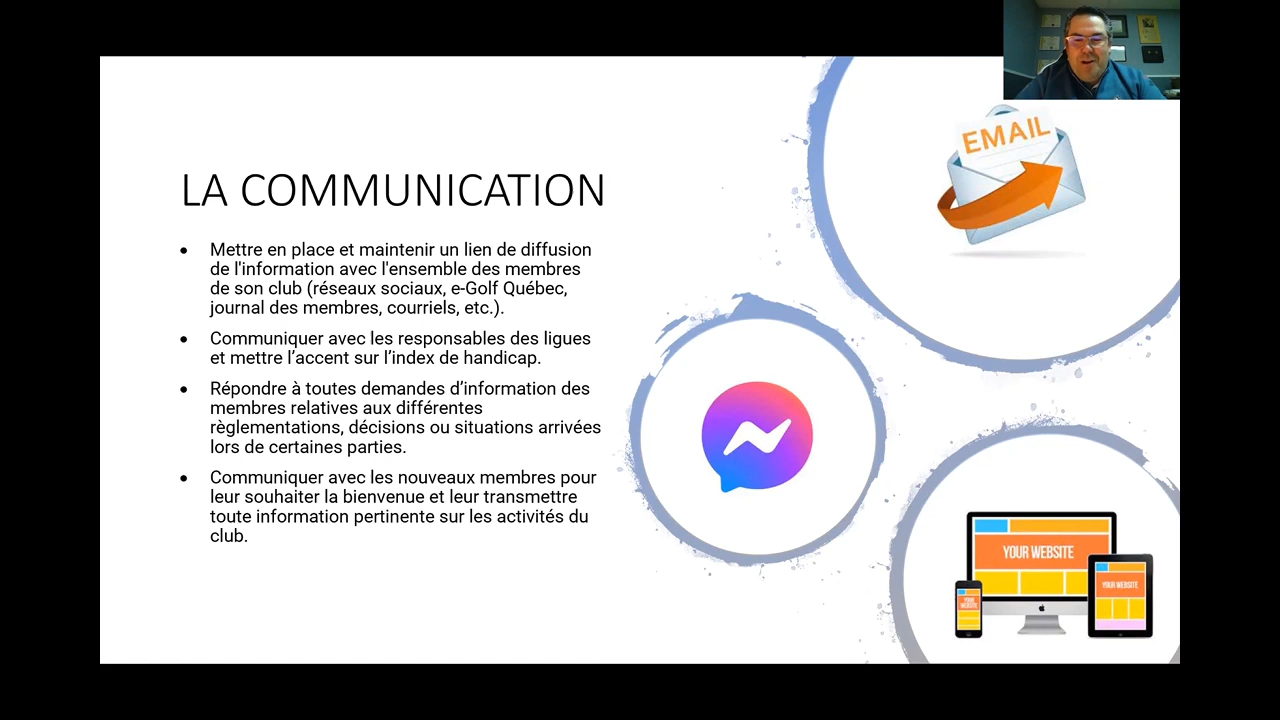 LA COMMUNICATION
• Mettre en place et maintenir un lien de diffusion
de l'information avec l'ensemble des membres
de son club (réseaux sociaux, e-Golf Québec,
journal des membres, courriels, etc.).
• Communiquer avec les responsables des ligues
et mettre l’accent sur l’index de handicap.
• Répondre à toutes demandes d’information des
membres relatives aux différentes
règlementations, décisions ou situations arrivées
lors de certaines parties.
• Communiquer avec les nouveaux membres pour
leur souhaiter la bienvenue et leur transmettre
toute information pertinente sur les activités du
club.
EMAIL
YOUR WEBSITE
YOUR WEBSITE
YOUR WEBSITE